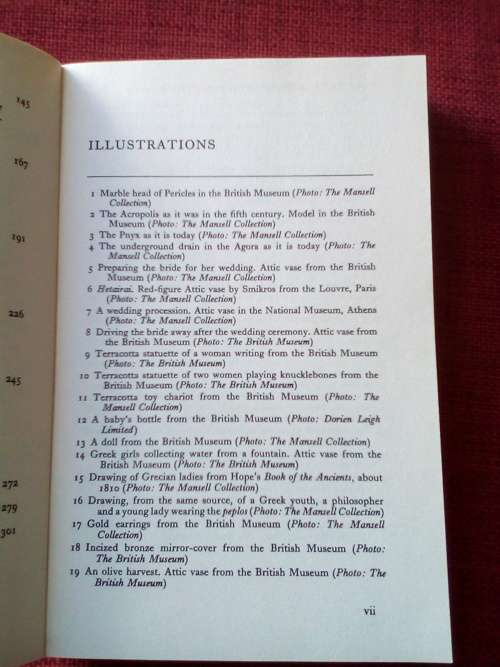 145
167
191
226
245
272
279
301
ILLUSTRATIONS
1 Marble head of Pericles in the British Museum (Photo: The Mansell
Collection)
2 The Acropolis as it was in the fifth century. Model in the British
Museum (Photo: The Mansell Collection)
3 The Pnyx as it is today (Photo: The Mansell Collection)
4 The underground drain in the Agora as it is today (Photo: The
Mansell Collection)
5 Preparing the bride for her wedding. Attic vase from the British
Museum (Photo: The Mansell Collection)
6 Hetairai. Red-figure Attic vase by Smikros from the Louvre, Paris
(Photo: The Mansell Collection)
7 A wedding procession. Attic vase in the National Museum, Athens
(Photo: The Mansell Collection)
8 Driving the bride away after the wedding ceremony. Attic vase from
the British Museum (Photo: The British Museum)
9 Terracotta statuette of a woman writing from the British Museum
(Photo: The British Museum)
10 Terracotta statuette of two women playing knucklebones from the
British Museum (Photo: The British Museum)
11 Terracotta toy chariot from the British Museum (Photo: The
Mansell Collection)
12 A baby's bottle from the British Museum (Photo: Dorien Leigh
Limited)
13 A doll from the British Museum (Photo: The Mansell Collection)
14 Greek girls collecting water from a fountain. Attic vase from the
British Museum (Photo: The British Museum)
15 Drawing of Grecian ladies from Hope's Book of the Ancients, about
1810 (Photo: The Mansell Collection)
16 Drawing, from the same source, of a Greek youth, a philosopher
and a young lady wearing the peplos (Photo: The Mansell Collection)
17 Gold earrings from the British Museum (Photo: The Mansell
Collection)
18 Incized bronze mirror-cover from the British Museum (Photo:
The British Museum)
19 An olive harvest. Attic vase from the British Museum (Photo: The
British Museum)
vii